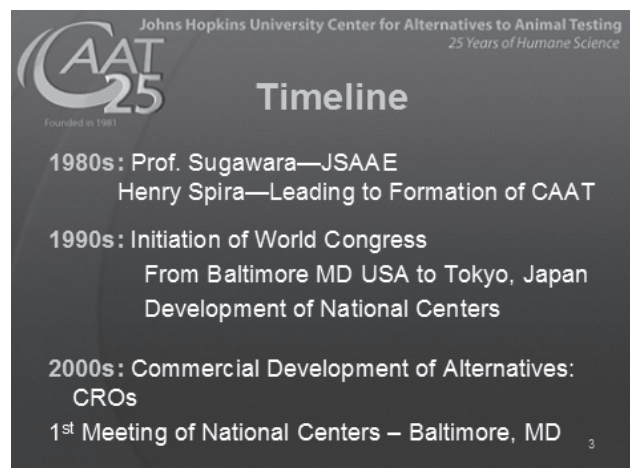 Johns Hopkins University Center for Alternatives to Animal Testing
25 Years of Humane Science
CAAT
25
Founded in 1981
Timeline
1980s: Prof. Sugawara—JSAAE
Henry Spira—Leading to Formation of CAAT
1990s: Initiation of World Congress
From Baltimore MD USA to Tokyo, Japan
Development of National Centers
2000s: Commercial Development of Alternatives:
CROs
1st Meeting of National Centers – Baltimore, MD
3